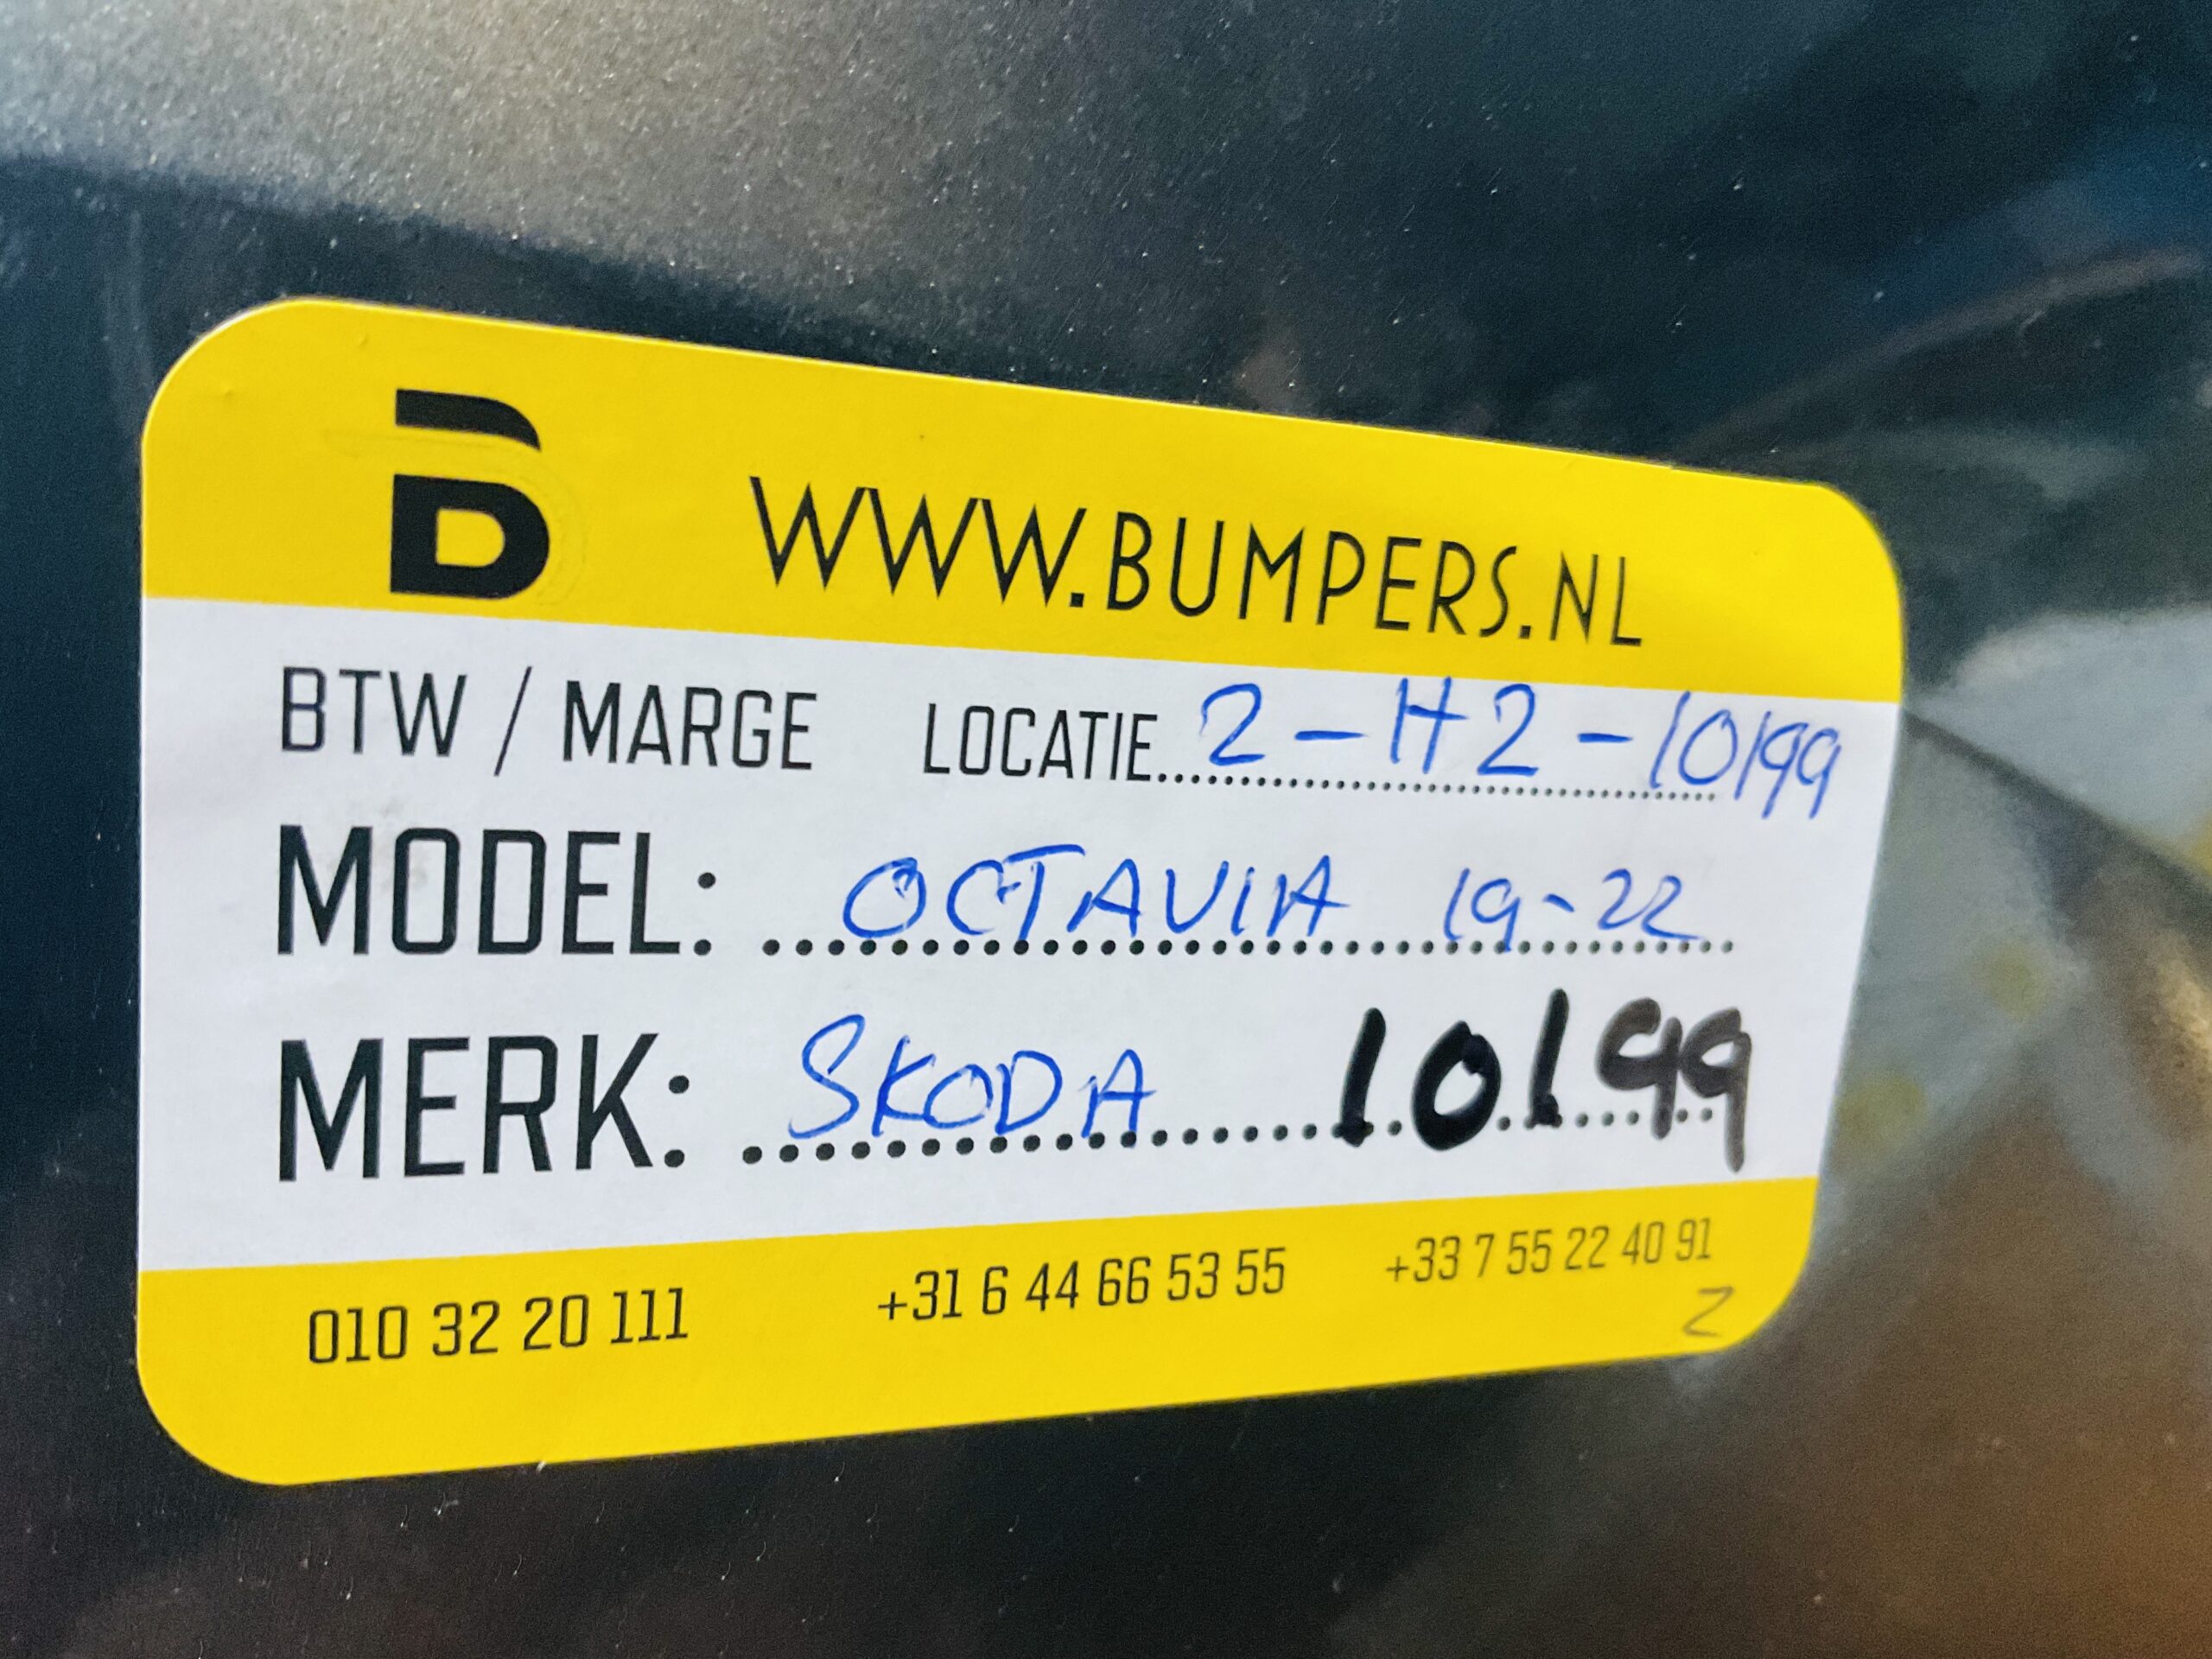 B WWW.BUMPERS.NL
BTW / MARGE LOCATIE 2-H2-10199
MODEL: OCTAVIA 19-22
MERK: SKODA 10199
010 32 20 111 +31 6 44 66 53 55 +33 7 55 22 40 91
Z